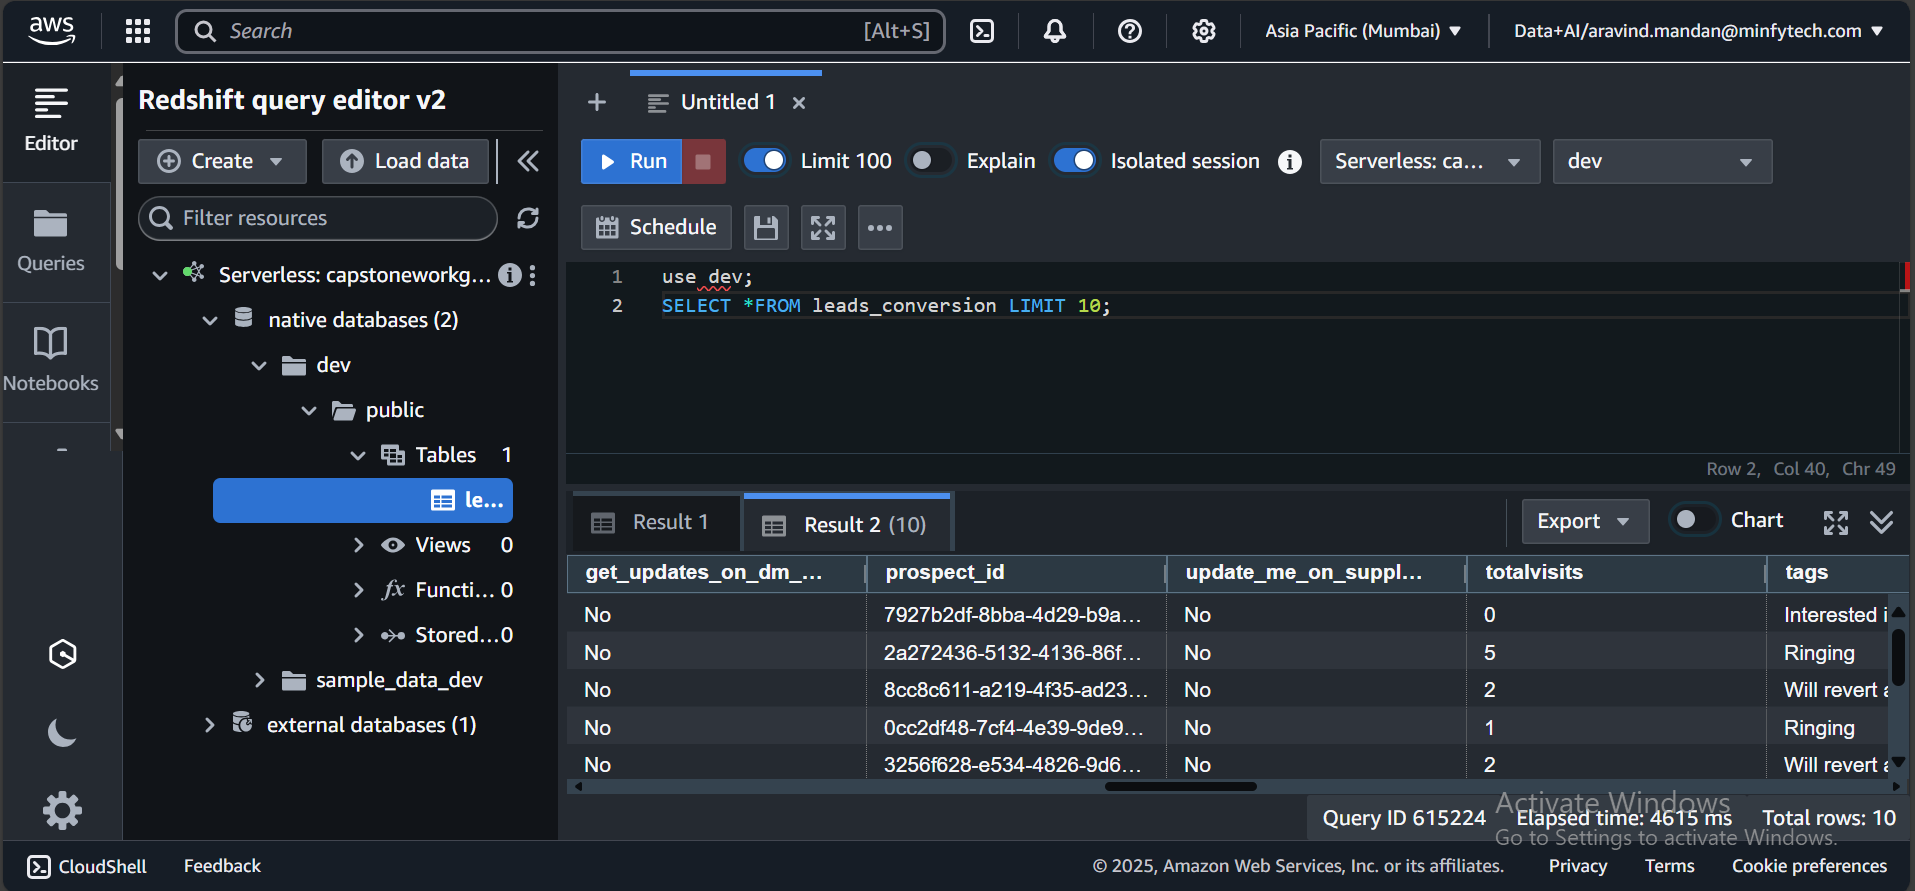 aws
Search
[Alt+S]
Asia Pacific (Mumbai)
Data+AI/aravind.mandan@minfytech.com
Editor
Queries
Notebooks
Redshift query editor v2
Create
Load data
Filter resources
Serverless: capstoneworkg...
native databases (2)
dev
public
Tables 1
le...
Views 0
fx Functi... 0
Stored...0
sample_data_dev
external databases (1)
+ Untitled 1 ×
Run
Limit 100
Explain
Isolated session
Serverless: ca...
dev
Schedule
1 use dev;
2 SELECT *FROM leads_conversion LIMIT 10;
Row 2, Col 40, Chr 49
Result 1
Result 2 (10)
Export
Chart
get_updates_on_dm_... prospect_id update_me_on_suppl... totalvisits tags
No 7927b2df-8bba-4d29-b9a... No 0 Interested i
No 2a272436-5132-4136-86f... No 5 Ringing
No 8cc8c611-a219-4f35-ad23... No 2 Will revert a
No 0cc2df48-7cf4-4e39-9de9... No 1 Ringing
No 3256f628-e534-4826-9d6... No 2 Will revert a
Activate Windows
Query ID 615224 Elapsed time: 4615 ms Total rows: 10
Go to Settings to activate Windows.
CloudShell
Feedback
© 2025, Amazon Web Services, Inc. or its affiliates.
Privacy
Terms
Cookie preferences